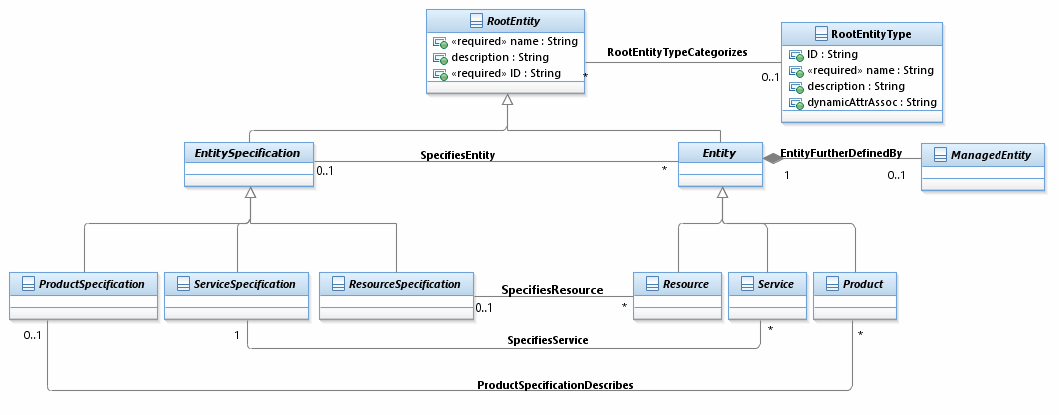 RootEntity
«required» name : String
description : String
«required» ID : String
RootEntityTypeCategorizes
*
0..1
RootEntityType
ID : String
«required» name : String
description : String
dynamicAttrAssoc : String
EntitySpecification
0..1
SpecifiesEntity
*
Entity
EntityFurtherDefinedBy
1
0..1
ManagedEntity
ProductSpecification
ServiceSpecification
ResourceSpecification
SpecifiesResource
0..1
*
Resource
Service
Product
0..1
1
*
*
SpecifiesService
ProductSpecificationDescribes